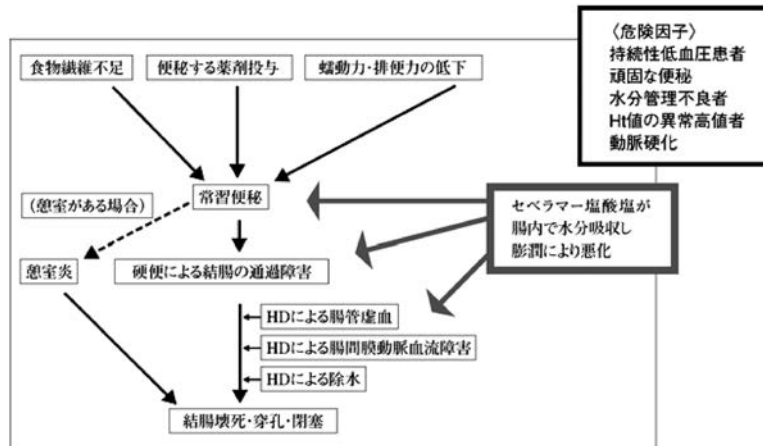 〈危険因子〉
持続性低血圧患者
頑固な便秘
水分管理不良者
Ht値の異常高値者
動脈硬化
食物繊維不足
便秘する薬剤投与
蠕動力・排便力の低下
常習便秘
(憩室がある場合)
セベラマー塩酸塩が
腸内で水分吸収し
膨潤により悪化
憩室炎
硬便による結腸の通過障害
HDによる腸管虚血
HDによる腸間膜動脈血流障害
HDによる除水
結腸壊死・穿孔・閉塞